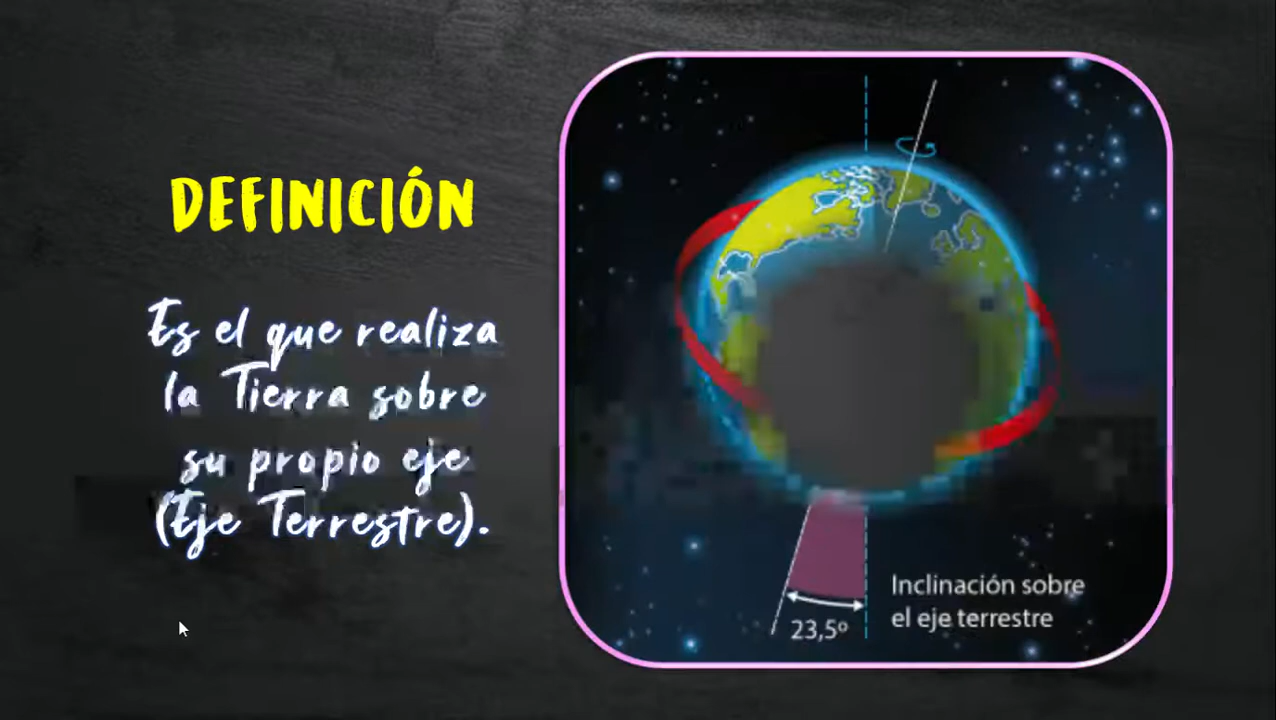 DEFINICIÓN
Es el que realiza
la Tierra sobre
su propio eje
(Eje Terrestre).
Inclinación sobre
el eje terrestre
23,5º